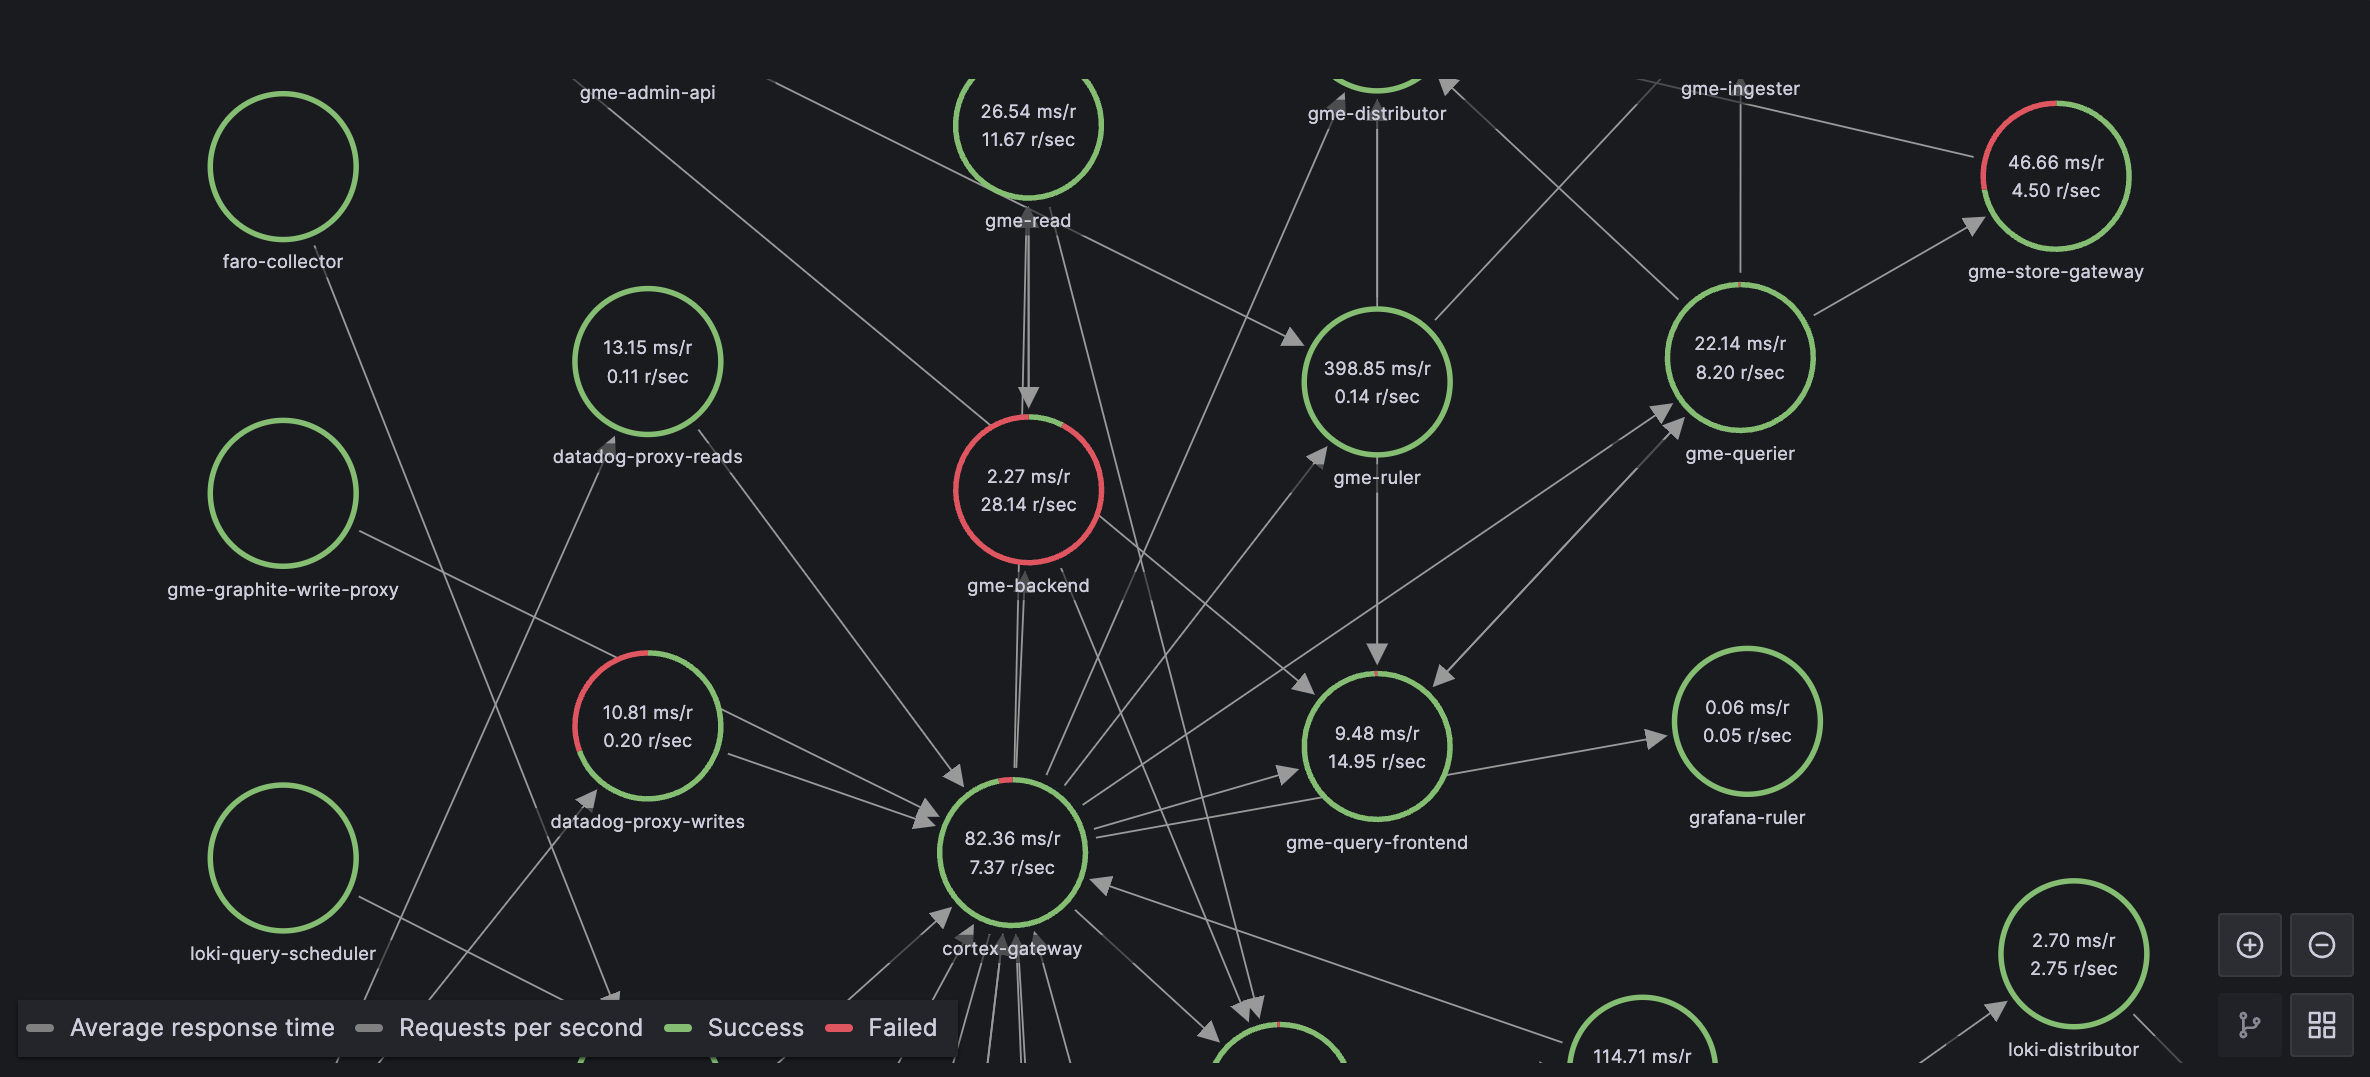 gme-admin-api
26.54 ms/r
11.67 r/sec
gme-read
gme-distributor
gme-ingester
46.66 ms/r
4.50 r/sec
gme-store-gateway
faro-collector
13.15 ms/r
0.11 r/sec
datadog-proxy-reads
398.85 ms/r
0.14 r/sec
gme-ruler
22.14 ms/r
8.20 r/sec
gme-querier
gme-graphite-write-proxy
2.27 ms/r
28.14 r/sec
gme-backend
10.81 ms/r
0.20 r/sec
datadog-proxy-writes
9.48 ms/r
14.95 r/sec
gme-query-frontend
0.06 ms/r
0.05 r/sec
grafana-ruler
82.36 ms/r
7.37 r/sec
cortex-gateway
loki-query-scheduler
2.70 ms/r
2.75 r/sec
loki-distributor
114.71 ms/r
Average response time
Requests per second
Success
Failed